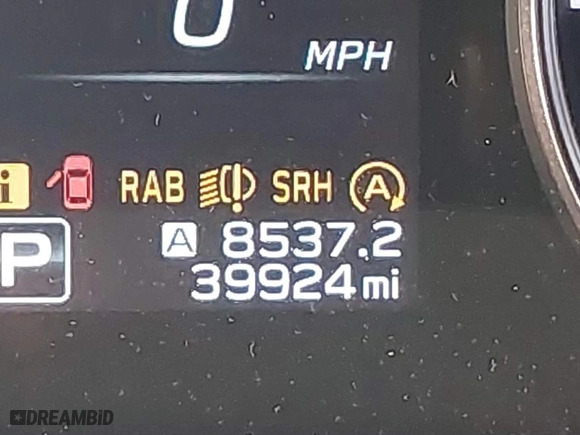 0
MPH
i RAB SRH A
P A 8537.2
39924 mi
DREAMBID